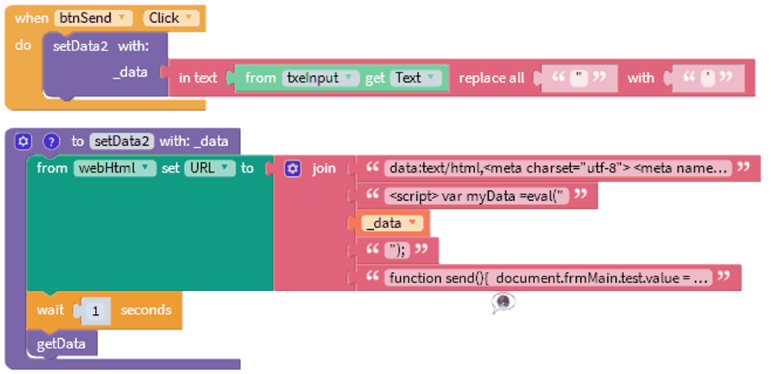 when btnSend Click
do setData2 with:
_data in text from txeInput get Text replace all “ " ” with “ ' ”
to setData2 with: _data
from webHtml set URL to join “ data:text/html,<meta charset="utf-8"> <meta name... ”
“ <script> var myData =eval(" ”
_data
“ "); ”
“ function send(){ document.frmMain.test.value = ... ”
wait 1 seconds
getData